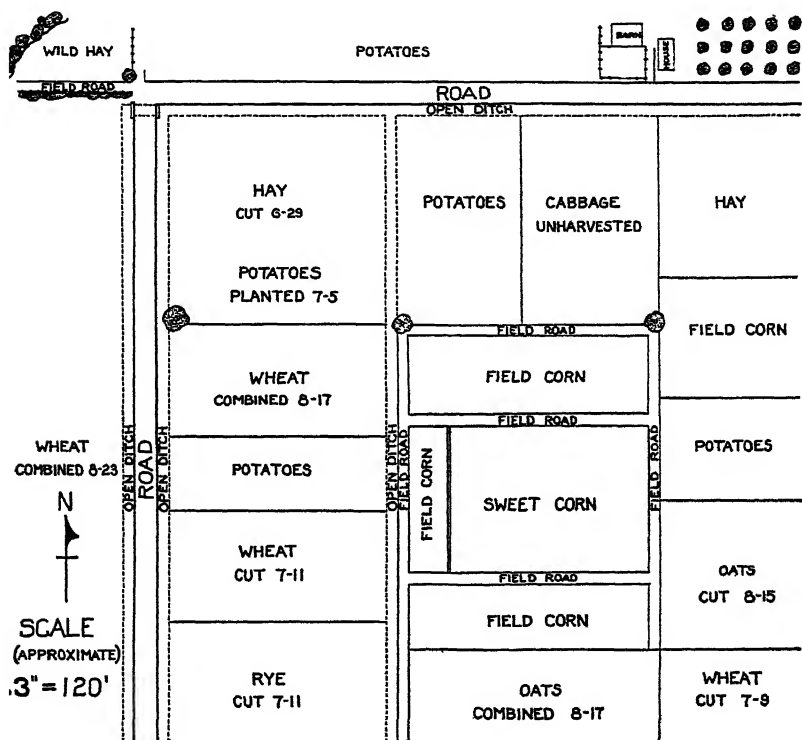 WILD HAY
POTATOES
BARN
HOUSE
FIELD ROAD
ROAD
OPEN DITCH
HAY
CUT 6-29
POTATOES
PLANTED 7-5
POTATOES
CABBAGE
UNHARVESTED
HAY
FIELD ROAD
FIELD CORN
FIELD CORN
WHEAT
COMBINED 8-17
FIELD ROAD
WHEAT
COMBINED 8-23
OPEN DITCH
ROAD
OPEN DITCH
POTATOES
OPEN DITCH
FIELD ROAD
FIELD CORN
SWEET CORN
FIELD ROAD
POTATOES
N
WHEAT
CUT 7-11
FIELD ROAD
OATS
CUT 8-15
SCALE
(APPROXIMATE)
.3"=120'
FIELD CORN
RYE
CUT 7-11
OATS
COMBINED 8-17
WHEAT
CUT 7-9